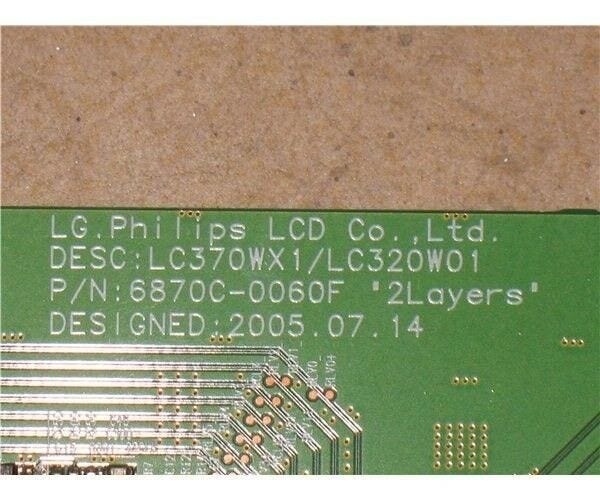 LG.Philips LCD Co.,Ltd.
DESC:LC370WX1/LC320W01
P/N:6870C-0060F "2Layers"
DESIGNED:2005.07.14